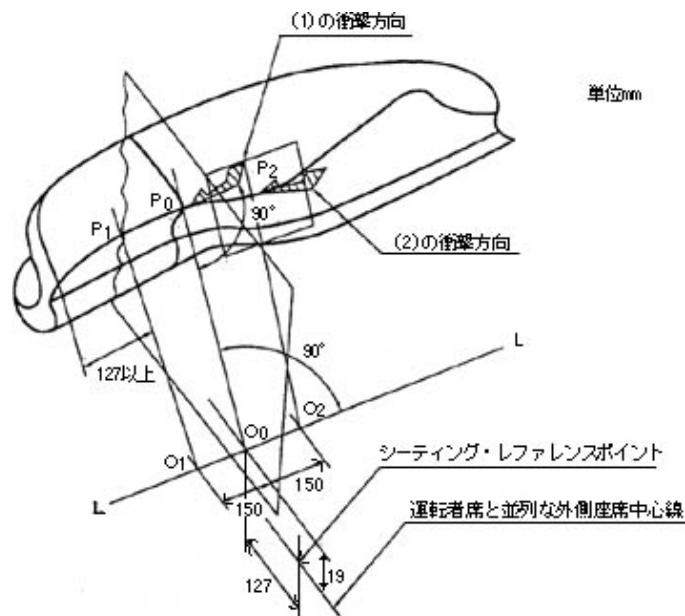 (1)の衝撃方向
単位mm
P2
P0
90°
P1
(2)の衝撃方向
90°
L
127以上
O2
O0
シーティング・レファレンスポイント
O1
150
運転者席と並列な外側座席中心線
L
150
19
127